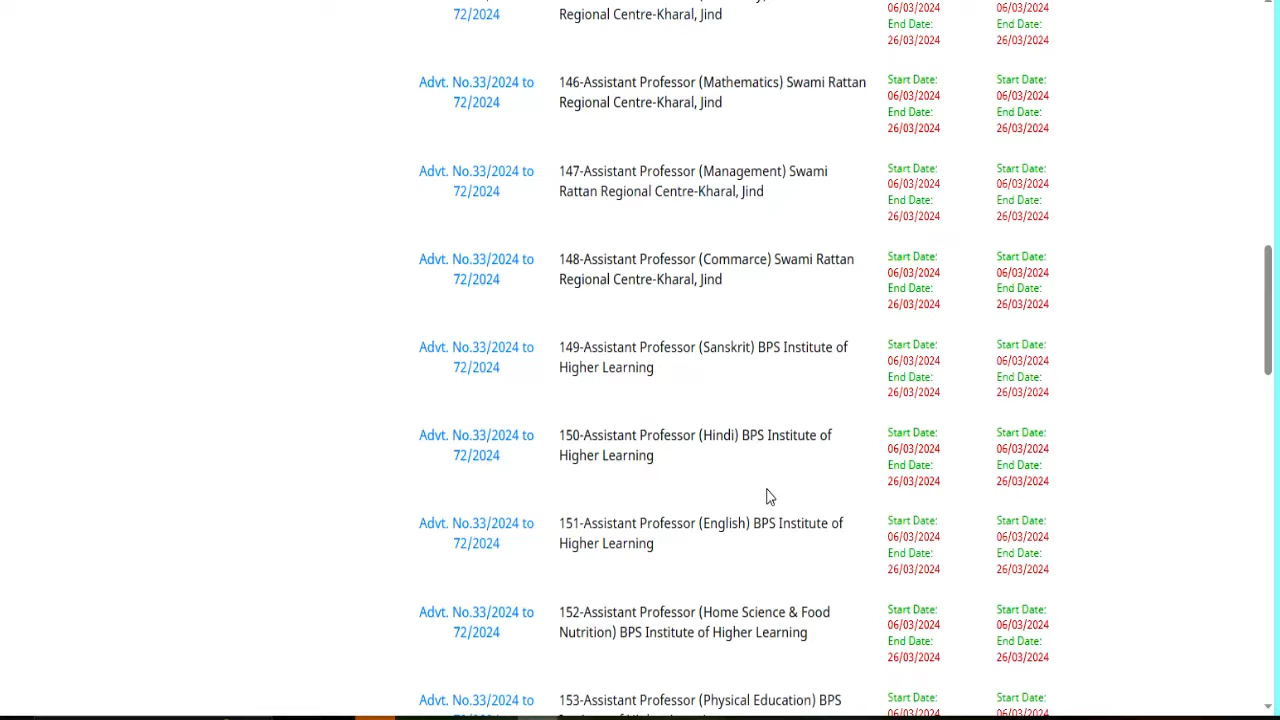 06/03/2024 06/03/2024
72/2024 Regional Centre-Kharal, Jind End Date: End Date:
26/03/2024 26/03/2024
Advt. No.33/2024 to 146-Assistant Professor (Mathematics) Swami Rattan Start Date: Start Date:
06/03/2024 06/03/2024
72/2024 Regional Centre-Kharal, Jind End Date: End Date:
26/03/2024 26/03/2024
Advt. No.33/2024 to 147-Assistant Professor (Management) Swami Start Date: Start Date:
06/03/2024 06/03/2024
72/2024 Rattan Regional Centre-Kharal, Jind End Date: End Date:
26/03/2024 26/03/2024
Advt. No.33/2024 to 148-Assistant Professor (Commarce) Swami Rattan Start Date: Start Date:
06/03/2024 06/03/2024
72/2024 Regional Centre-Kharal, Jind End Date: End Date:
26/03/2024 26/03/2024
Advt. No.33/2024 to 149-Assistant Professor (Sanskrit) BPS Institute of Start Date: Start Date:
06/03/2024 06/03/2024
72/2024 Higher Learning End Date: End Date:
26/03/2024 26/03/2024
Advt. No.33/2024 to 150-Assistant Professor (Hindi) BPS Institute of Start Date: Start Date:
06/03/2024 06/03/2024
72/2024 Higher Learning End Date: End Date:
26/03/2024 26/03/2024
Advt. No.33/2024 to 151-Assistant Professor (English) BPS Institute of Start Date: Start Date:
06/03/2024 06/03/2024
72/2024 Higher Learning End Date: End Date:
26/03/2024 26/03/2024
Advt. No.33/2024 to 152-Assistant Professor (Home Science & Food Start Date: Start Date:
06/03/2024 06/03/2024
72/2024 Nutrition) BPS Institute of Higher Learning End Date: End Date:
26/03/2024 26/03/2024
Advt. No.33/2024 to 153-Assistant Professor (Physical Education) BPS Start Date: Start Date:
06/03/2024 06/03/2024